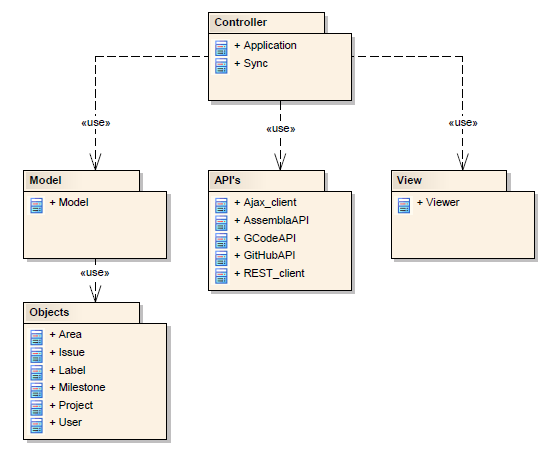 Controller
+ Application
+ Sync
«use»
«use»
«use»
Model
+ Model
API's
+ Ajax_client
+ AssemblaAPI
+ GCodeAPI
+ GitHubAPI
+ REST_client
View
+ Viewer
«use»
Objects
+ Area
+ Issue
+ Label
+ Milestone
+ Project
+ User